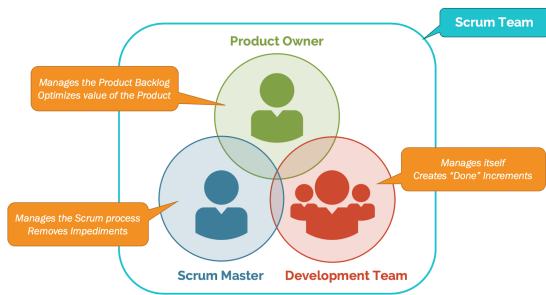 Scrum Team
Product Owner
Manages the Product Backlog
Optimizes value of the Product
Manages itself
Creates “Done” Increments
Manages the Scrum process
Removes Impediments
Scrum Master
Development Team